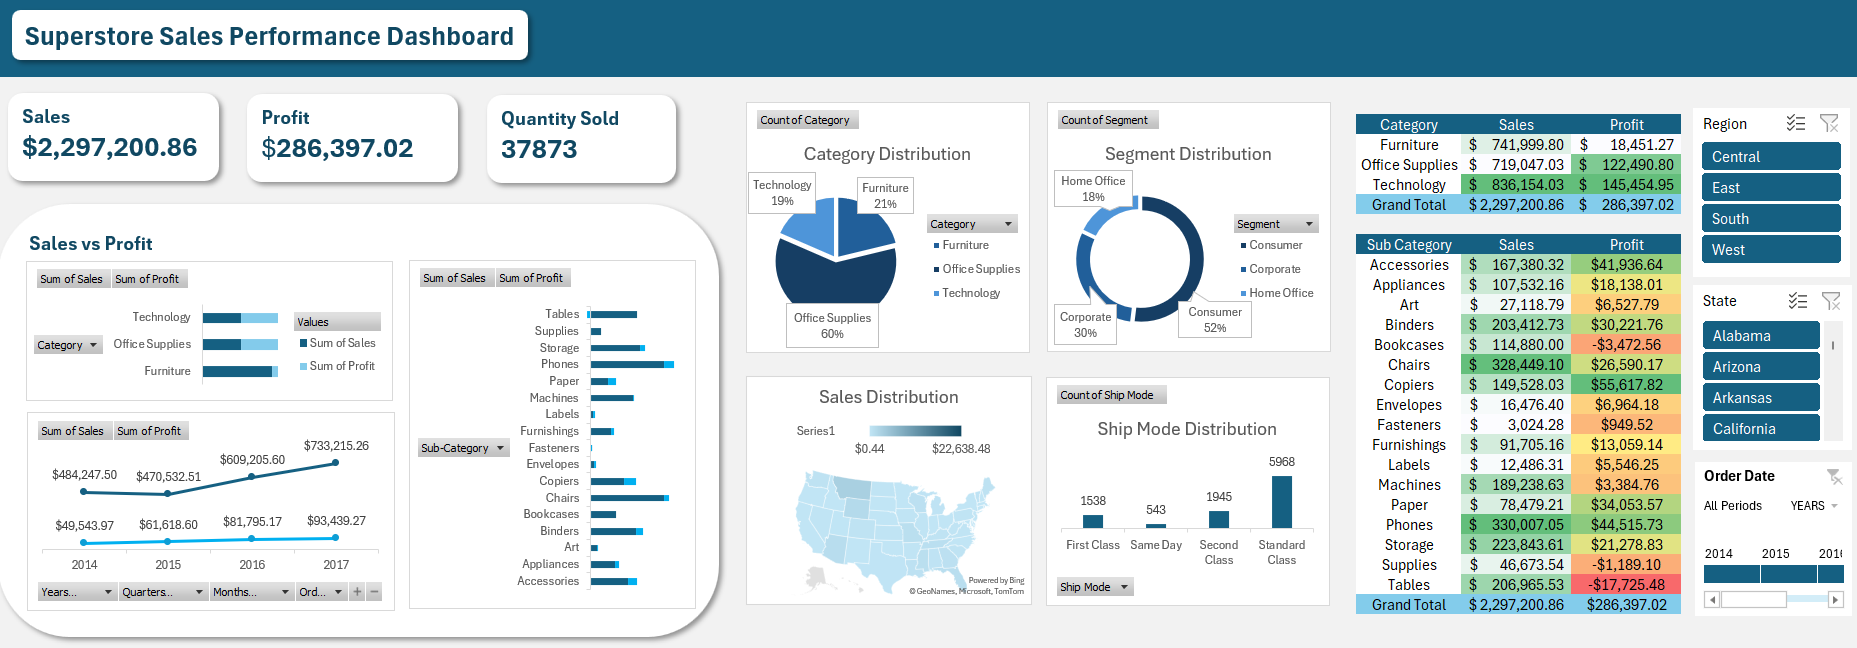 Superstore Sales Performance Dashboard
Sales
$2,297,200.86
Profit
$286,397.02
Quantity Sold
37873
Sales vs Profit
Sum of Sales Sum of Profit
Technology
Office Supplies
Furniture
Category
Values
Sum of Sales
Sum of Profit
Sum of Sales Sum of Profit
$484,247.50 $470,532.51 $609,205.60 $733,215.26
$49,543.97 $61,618.60 $81,795.17 $93,439.27
2014 2015 2016 2017
Years... Quarters... Months... Ord... + −
Sum of Sales Sum of Profit
Sub-Category
Tables
Supplies
Storage
Phones
Paper
Machines
Labels
Furnishings
Fasteners
Envelopes
Copiers
Chairs
Bookcases
Binders
Art
Appliances
Accessories
Count of Category
Category Distribution
Technology
19%
Furniture
21%
Office Supplies
60%
Category
Furniture
Office Supplies
Technology
Count of Segment
Segment Distribution
Home Office
18%
Corporate
30%
Consumer
52%
Segment
Consumer
Corporate
Home Office
Sales Distribution
Series1
$0.44 $22,638.48
Powered by Bing
© GeoNames, Microsoft, TomTom
Count of Ship Mode
Ship Mode Distribution
1538 543 1945 5968
First Class Same Day Second Class Standard Class
Ship Mode
Category Sales Profit
Furniture $ 741,999.80 $ 18,451.27
Office Supplies $ 719,047.03 $ 122,490.80
Technology $ 836,154.03 $ 145,454.95
Grand Total $ 2,297,200.86 $ 286,397.02
Sub Category Sales Profit
Accessories $ 167,380.32 $41,936.64
Appliances $ 107,532.16 $18,138.01
Art $ 27,118.79 $6,527.79
Binders $ 203,412.73 $30,221.76
Bookcases $ 114,880.00 -$3,472.56
Chairs $ 328,449.10 $26,590.17
Copiers $ 149,528.03 $55,617.82
Envelopes $ 16,476.40 $6,964.18
Fasteners $ 3,024.28 $949.52
Furnishings $ 91,705.16 $13,059.14
Labels $ 12,486.31 $5,546.25
Machines $ 189,238.63 $3,384.76
Paper $ 78,479.21 $34,053.57
Phones $ 330,007.05 $44,515.73
Storage $ 223,843.61 $21,278.83
Supplies $ 46,673.54 -$1,189.10
Tables $ 206,965.53 -$17,725.48
Grand Total $ 2,297,200.86 $286,397.02
Region
Central
East
South
West
State
Alabama
Arizona
Arkansas
California
Order Date
All Periods YEARS
2014 2015 2016